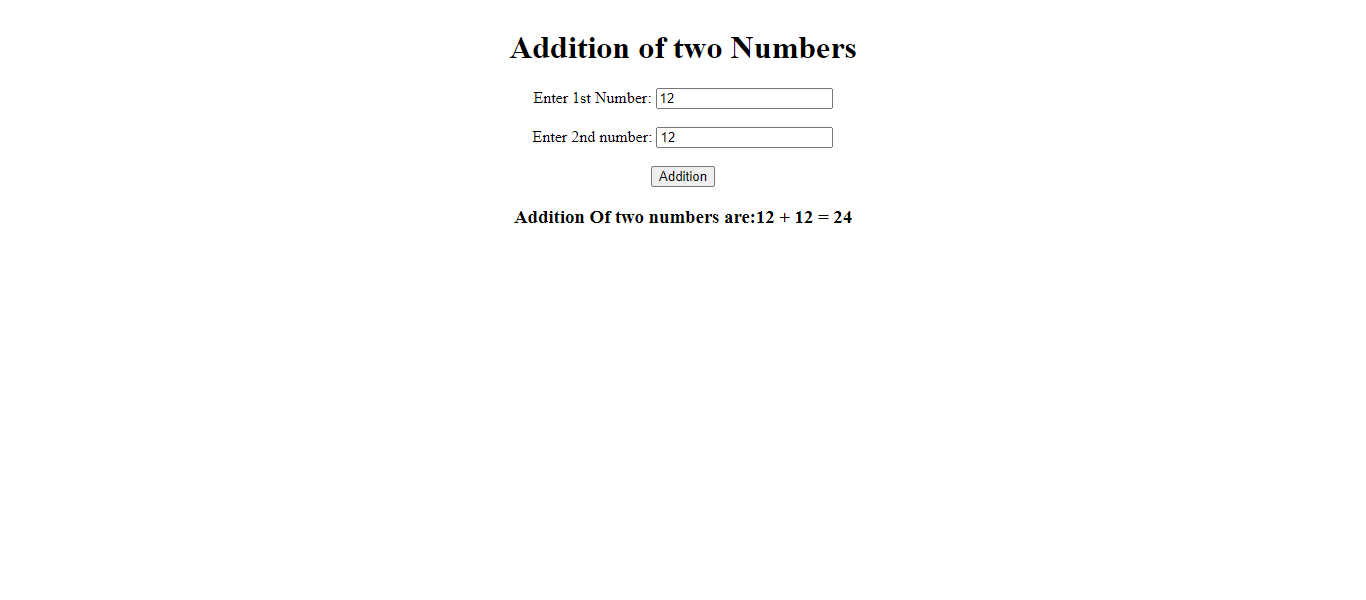 Addition of two Numbers
Enter 1st Number: 12
Enter 2nd number: 12
Addition
Addition Of two numbers are:12 + 12 = 24